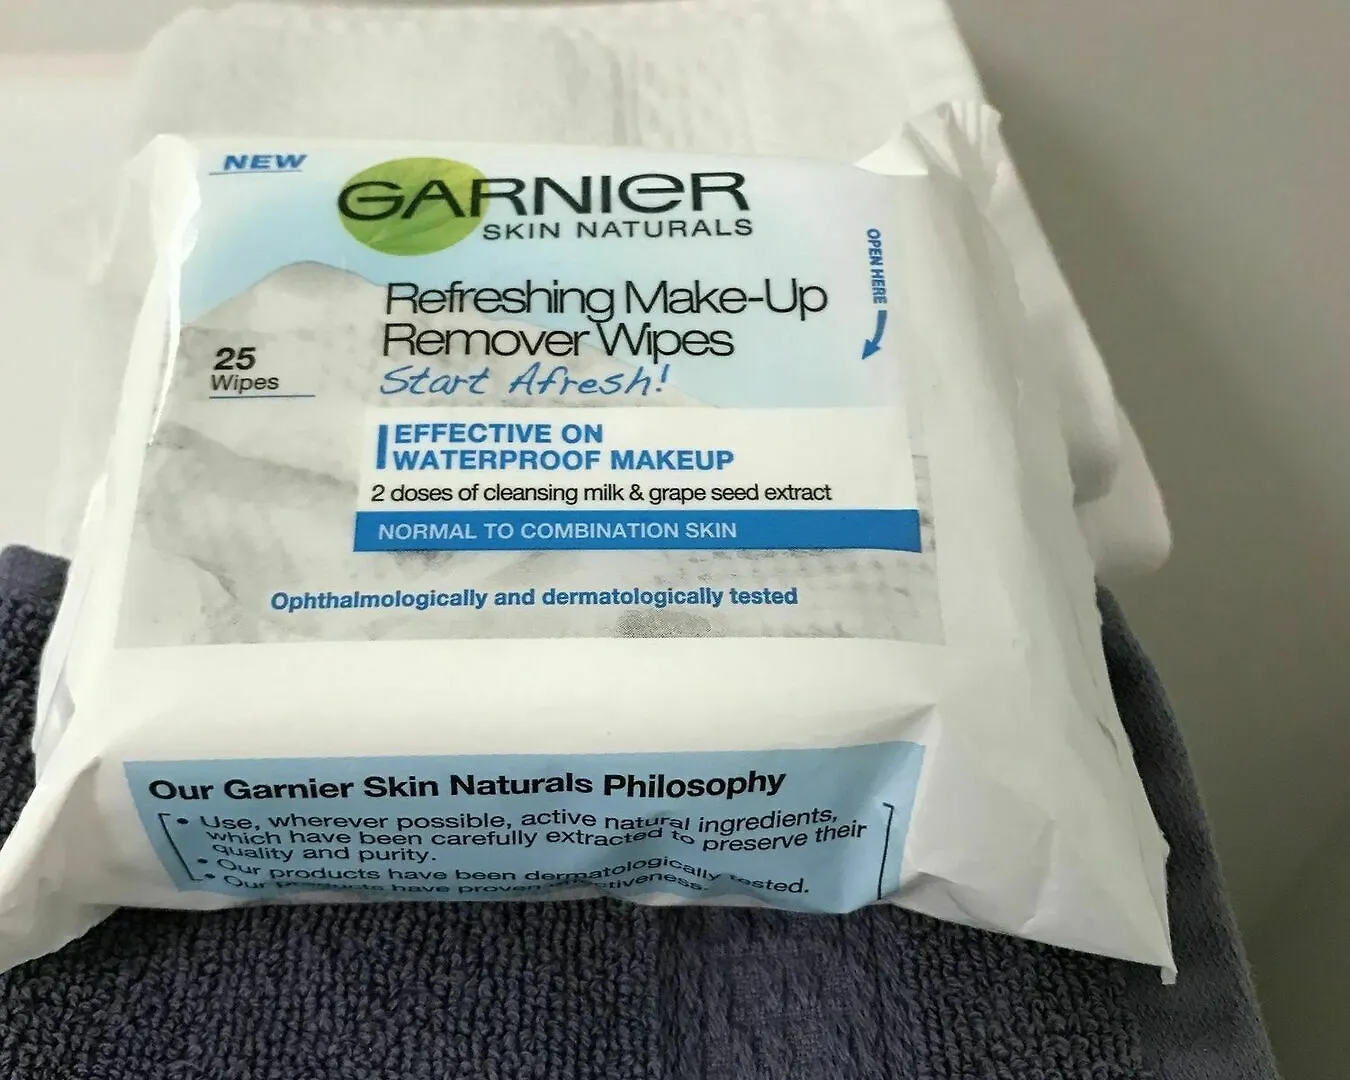 NEW
GARNIER
SKIN NATURALS
OPEN HERE
Refreshing Make-Up
Remover Wipes
Start Afresh!
25
Wipes
EFFECTIVE ON
WATERPROOF MAKEUP
2 doses of cleansing milk & grape seed extract
NORMAL TO COMBINATION SKIN
Ophthalmologically and dermatologically tested
Our Garnier Skin Naturals Philosophy
• Use, wherever possible, active natural ingredients,
which have been carefully extracted to preserve their
quality and purity.
• Our products have been dermatologically tested.
• Our products have proven effectiveness.